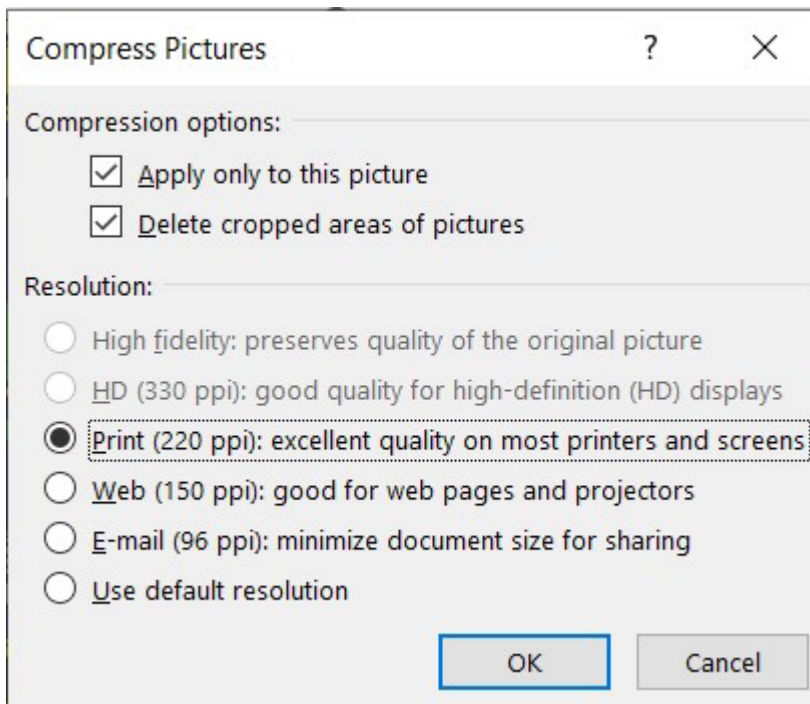 Compress Pictures ?
Compression options:
Apply only to this picture
Delete cropped areas of pictures
Resolution:
High fidelity: preserves quality of the original picture
HD (330 ppi): good quality for high-definition (HD) displays
Print (220 ppi): excellent quality on most printers and screens
Web (150 ppi): good for web pages and projectors
E-mail (96 ppi): minimize document size for sharing
Use default resolution
OK Cancel